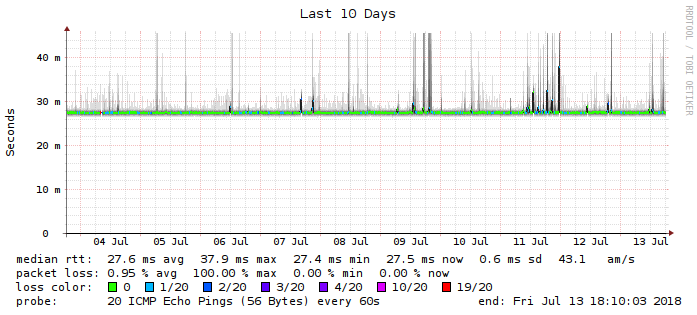 Last 10 Days
RRDTOOL / TOBI OETIKER
Seconds
40 m
30 m
20 m
10 m
0
04 Jul 05 Jul 06 Jul 07 Jul 08 Jul 09 Jul 10 Jul 11 Jul 12 Jul 13 Jul
median rtt: 27.6 ms avg 37.9 ms max 27.4 ms min 27.5 ms now 0.6 ms sd 43.1 am/s
packet loss: 0.95 % avg 100.00 % max 0.00 % min 0.00 % now
loss color: 0 1/20 2/20 3/20 4/20 10/20 19/20
probe: 20 ICMP Echo Pings (56 Bytes) every 60s end: Fri Jul 13 18:10:03 2018